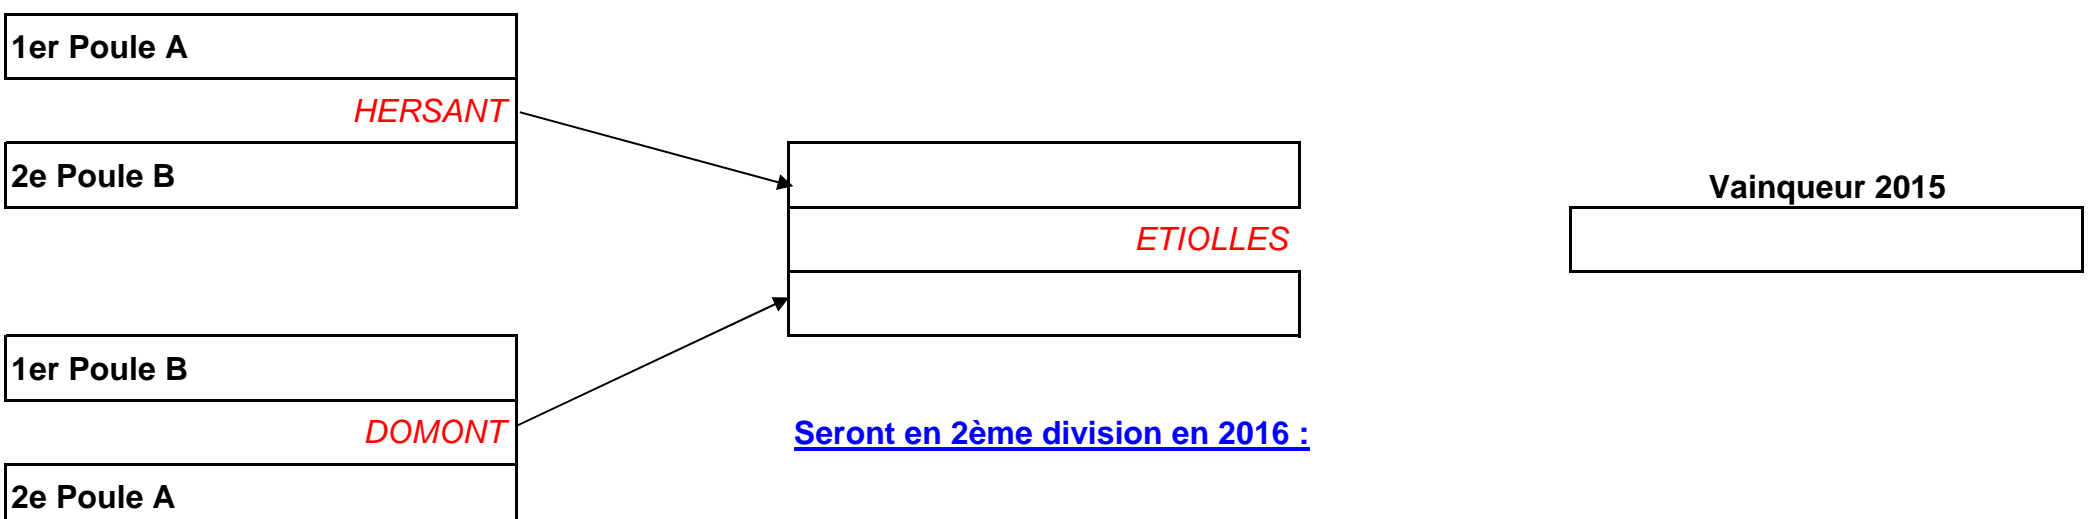 1er Poule A
HERSANT
2e Poule B
Vainqueur 2015
ETIOLLES
1er Poule B
DOMONT
Seront en 2ème division en 2016 :
2e Poule A